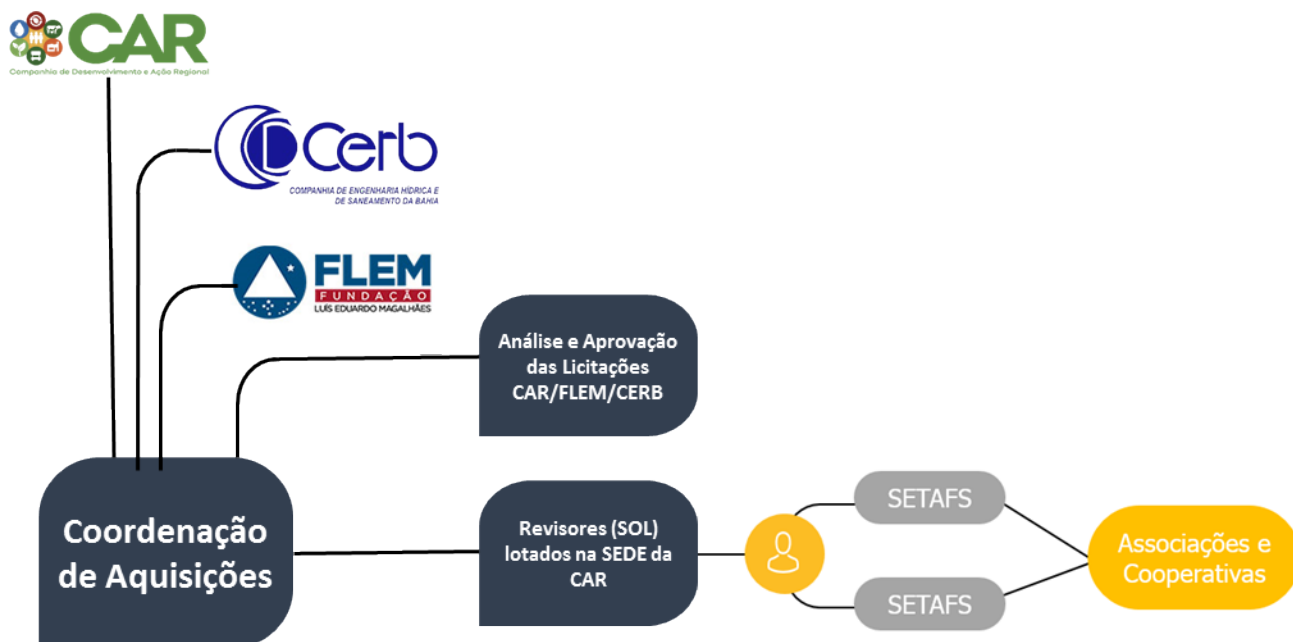 CAR
Companhia de Desenvolvimento e Ação Regional
Cerb
COMPANHIA DE ENGENHARIA HÍDRICA E
DE SANEAMENTO DA BAHIA
FLEM
FUNDAÇÃO
LUÍS EDUARDO MAGALHÃES
Análise e Aprovação
das Licitações
CAR/FLEM/CERB
Coordenação
de Aquisições
Revisores (SOL)
lotados na SEDE da
CAR
SETAFS
SETAFS
Associações e
Cooperativas